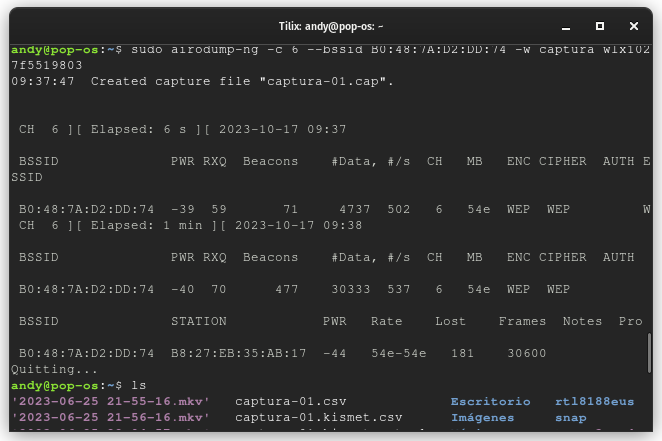 Tilix: andy@pop-os: ~
andy@pop-os:~$ sudo airodump-ng -c 6 --bssid B0:48:7A:D2:DD:74 -w captura wlx102
7f5519803
09:37:47  Created capture file "captura-01.cap".
CH  6 ][ Elapsed: 6 s ][ 2023-10-17 09:37
BSSID              PWR RXQ  Beacons    #Data, #/s  CH   MB   ENC CIPHER  AUTH E
SSID
B0:48:7A:D2:DD:74  -39  59       71     4737  502   6   54e  WEP  WEP         W
CH  6 ][ Elapsed: 1 min ][ 2023-10-17 09:38
BSSID              PWR RXQ  Beacons    #Data, #/s  CH   MB   ENC CIPHER  AUTH
B0:48:7A:D2:DD:74  -40  70      477    30333  537   6   54e  WEP  WEP
BSSID              STATION            PWR   Rate    Lost    Frames  Notes  Pro
B0:48:7A:D2:DD:74  B8:27:EB:35:AB:17  -44   54e-54e   181    30600
Quitting...
andy@pop-os:~$ ls
'2023-06-25 21-55-16.mkv'   captura-01.csv             Escritorio   rtl8188eus
'2023-06-25 21-56-16.mkv'   captura-01.kismet.csv      Imágenes     snap